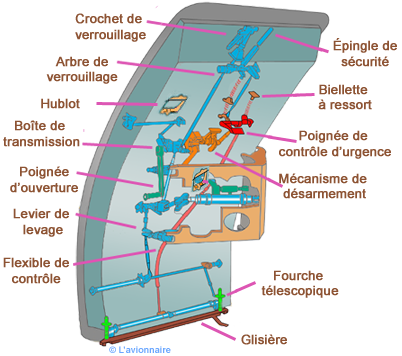 Crochet de
verrouillage
Épingle de
sécurité
Arbre de
verrouillage
Biellette
à ressort
Hublot
Boîte de
transmission
Poignée de
contrôle d'urgence
Poignée
d'ouverture
Mécanisme de
désarmement
Levier de
levage
Flexible de
contrôle
Fourche
télescopique
Glisière
© L'avionnaire